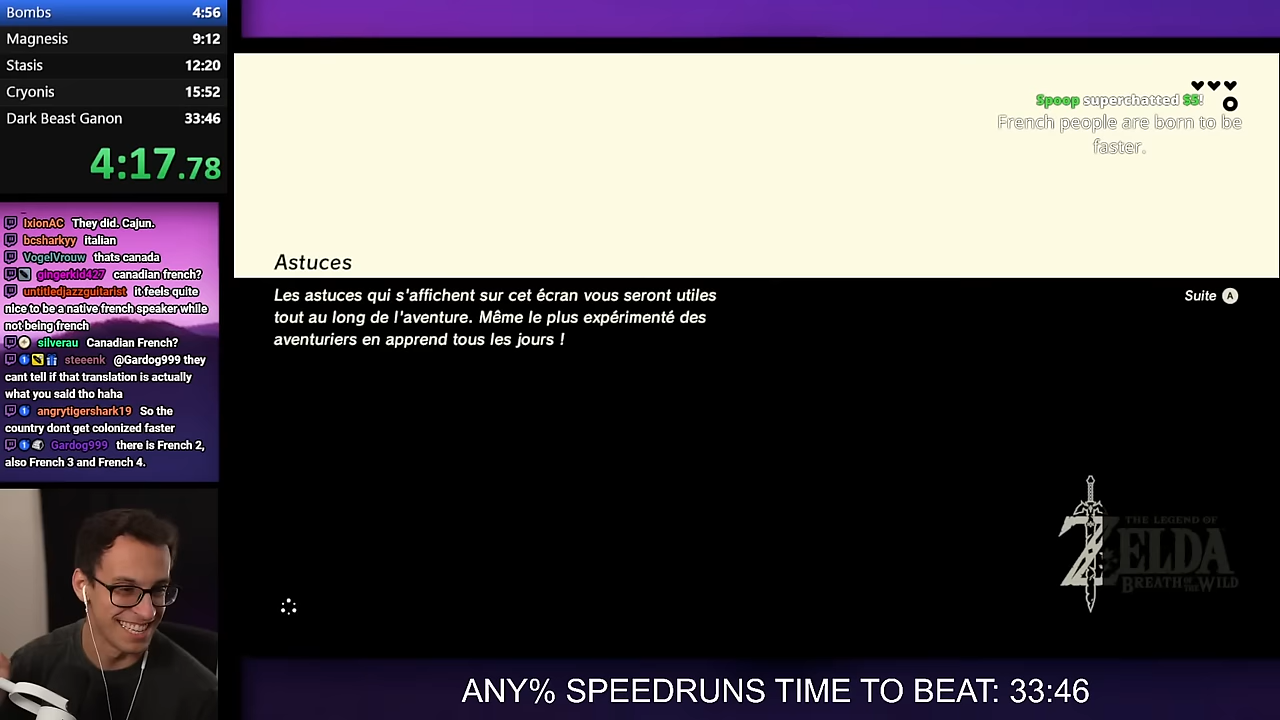 Bombs 4:56
Magnesis 9:12
Stasis 12:20
Cryonis 15:52
Dark Beast Ganon 33:46
4:17.78
IxionAC They did. Cajun.
bcsharkyy italian
VogelVrouw thats canada
gingerkid427 canadian french?
untitledjazzguitarist it feels quite
nice to be a native french speaker while
not being french
silverau Canadian French?
steeenk @Gardog999 they
cant tell if that translation is actually
what you said tho haha
angrytigershark19 So the
country dont get colonized faster
Gardog999 there is French 2,
also French 3 and French 4.
Spoop superchatted $5!
French people are born to be
faster.
Astuces
Les astuces qui s'affichent sur cet écran vous seront utiles
tout au long de l'aventure. Même le plus expérimenté des
aventuriers en apprend tous les jours !
Suite A
THE LEGEND OF
ZELDA
BREATH OF THE WILD
ANY% SPEEDRUNS TIME TO BEAT: 33:46